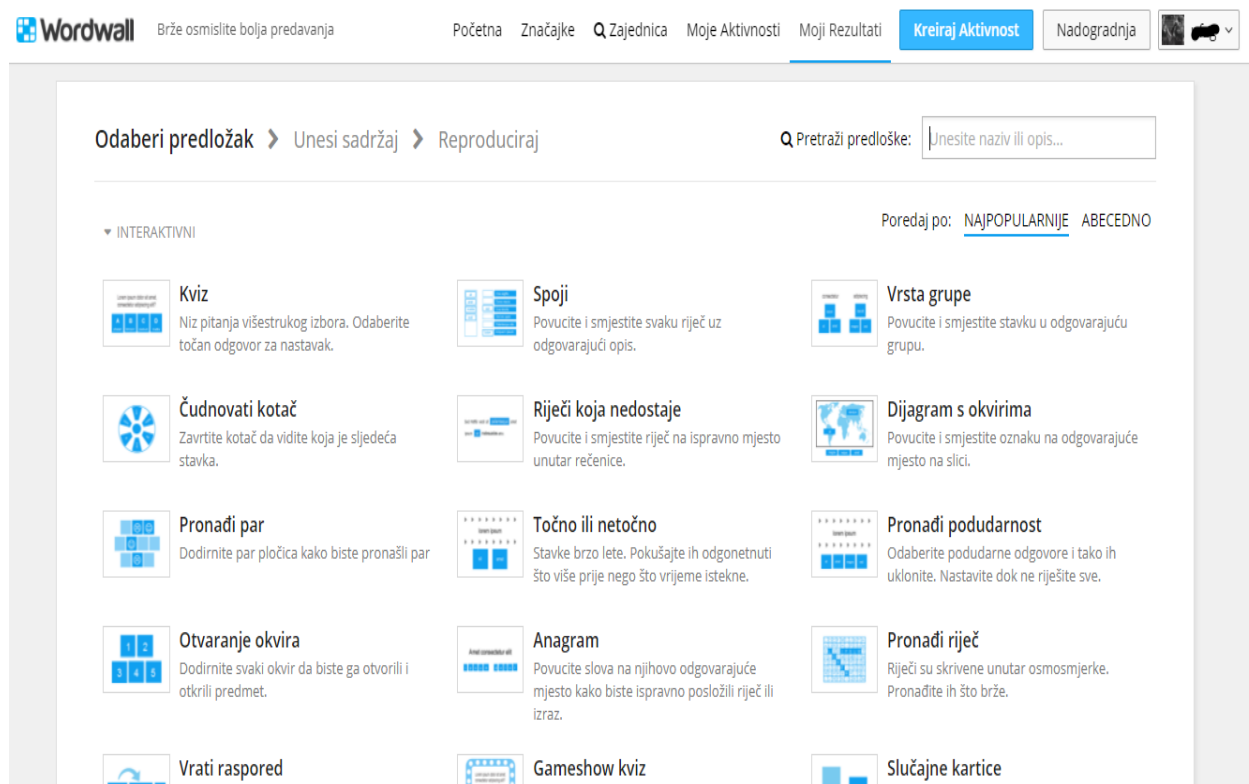 Wordwall
Brže osmislite bolja predavanja
Početna
Značajke
Zajednica
Moje Aktivnosti
Moji Rezultati
Kreiraj Aktivnost
Nadogradnja
Odaberi predložak
Unesi sadržaj
Reproduciraj
Pretraži predloške:
Unesite naziv ili opis...
INTERAKTIVNI
Poredaj po: NAJPOPULARNIJE ABECEDNO
Kviz
Niz pitanja višestrukog izbora. Odaberite
točan odgovor za nastavak.
Spoji
Povucite i smjestite svaku riječ uz
odgovarajući opis.
Vrsta grupe
Povucite i smjestite stavku u odgovarajuću
grupu.
Čudnovati kotač
Zavrtite kotač da vidite koja je sljedeća
stavka.
Riječi koja nedostaje
Povucite i smjestite riječ na ispravno mjesto
unutar rečenice.
Dijagram s okvirima
Povucite i smjestite oznaku na odgovarajuće
mjesto na slici.
Pronađi par
Dodirnite par pločica kako biste pronašli par
Točno ili netočno
Stavke brzo lete. Pokušajte ih odgonetnuti
što više prije nego što vrijeme istekne.
Pronađi podudarnost
Odaberite podudarne odgovore i tako ih
uklonite. Nastavite dok ne riješite sve.
Otvaranje okvira
Dodirnite svaki okvir da biste ga otvorili i
otkrili predmet.
Anagram
Povucite slova na njihovo odgovarajuće
mjesto kako biste ispravno posložili riječ ili
izraz.
Pronađi riječ
Riječi su skrivene unutar osmosmjerke.
Pronađite ih što brže.
Vrati raspored
Gameshow kviz
Slučajne kartice